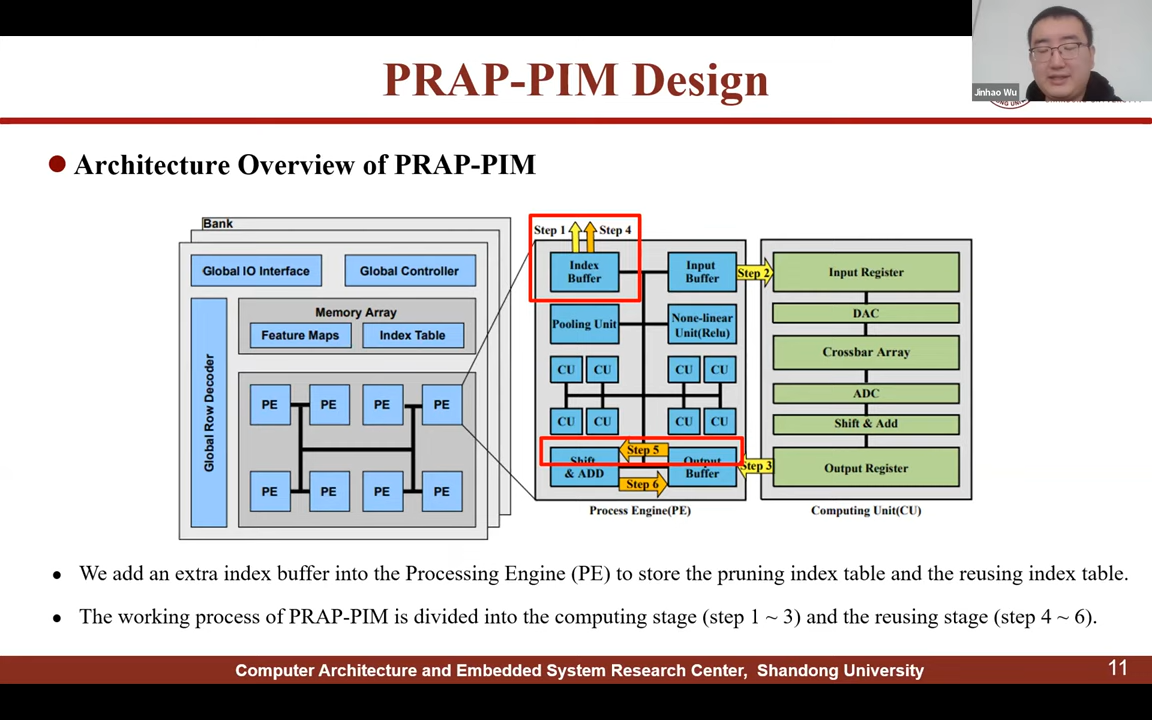 PRAP-PIM Design
Jinhao Wu
Architecture Overview of PRAP-PIM
Bank
Global IO Interface
Global Controller
Memory Array
Feature Maps
Index Table
Global Row Decoder
PE
PE
PE
PE
PE
PE
PE
PE
Step 1
Step 4
Index
Buffer
Input
Buffer
Step 2
Pooling Unit
None-linear
Unit(Relu)
CU
CU
CU
CU
CU
CU
CU
CU
Step 5
Shift
& ADD
Output
Buffer
Step 3
Step 6
Process Engine(PE)
Input Register
DAC
Crossbar Array
ADC
Shift & Add
Output Register
Computing Unit(CU)
We add an extra index buffer into the Processing Engine (PE) to store the pruning index table and the reusing index table.
The working process of PRAP-PIM is divided into the computing stage (step 1 ~ 3) and the reusing stage (step 4 ~ 6).
Computer Architecture and Embedded System Research Center, Shandong University
11